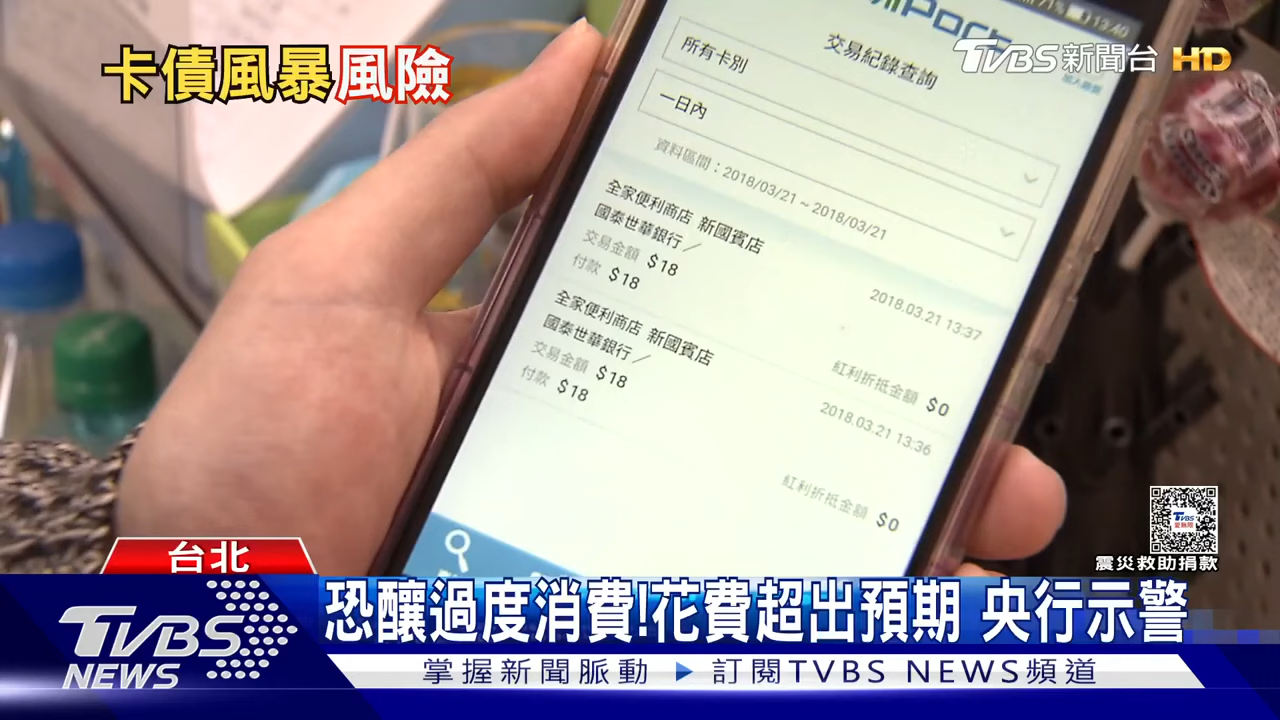 71% 13:40
TVBS新聞台 HD
卡債風暴風險
交易紀錄查詢
所有卡別
一日內
資料區間：2018/03/21 ~ 2018/03/21
全家便利商店 新國賓店
國泰世華銀行／
交易金額 $18
付款 $18
2018.03.21 13:37
紅利折抵金額 $0
全家便利商店 新國賓店
國泰世華銀行／
交易金額 $18
付款 $18
2018.03.21 13:36
紅利折抵金額 $0
TVBS
震災救助捐款
台北
恐釀過度消費!花費超出預期 央行示警
TVBS NEWS
掌握新聞脈動 ▶ 訂閱TVBS NEWS頻道